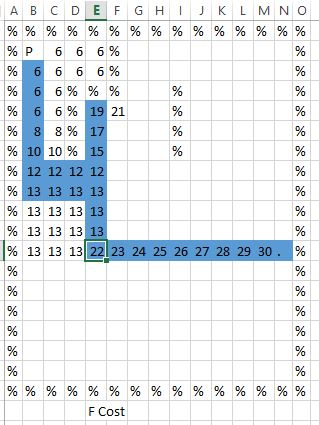 A B C D E F G H I J K L M N O
% % % % % % % % % % % % % % %
% P 6 6 6 % %
% 6 6 6 6 % %
% 6 6 % % % % %
% 6 6 % 19 21 % %
% 8 8 % 17 % %
% 10 10 % 15 % %
% 12 12 12 12 %
% 13 13 13 13 %
% 13 13 13 13 %
% 13 13 13 13 %
% 13 13 13 22 23 24 25 26 27 28 29 30 . %
% %
% %
% %
% %
% %
% %
% % % % % % % % % % % % % % %
F Cost